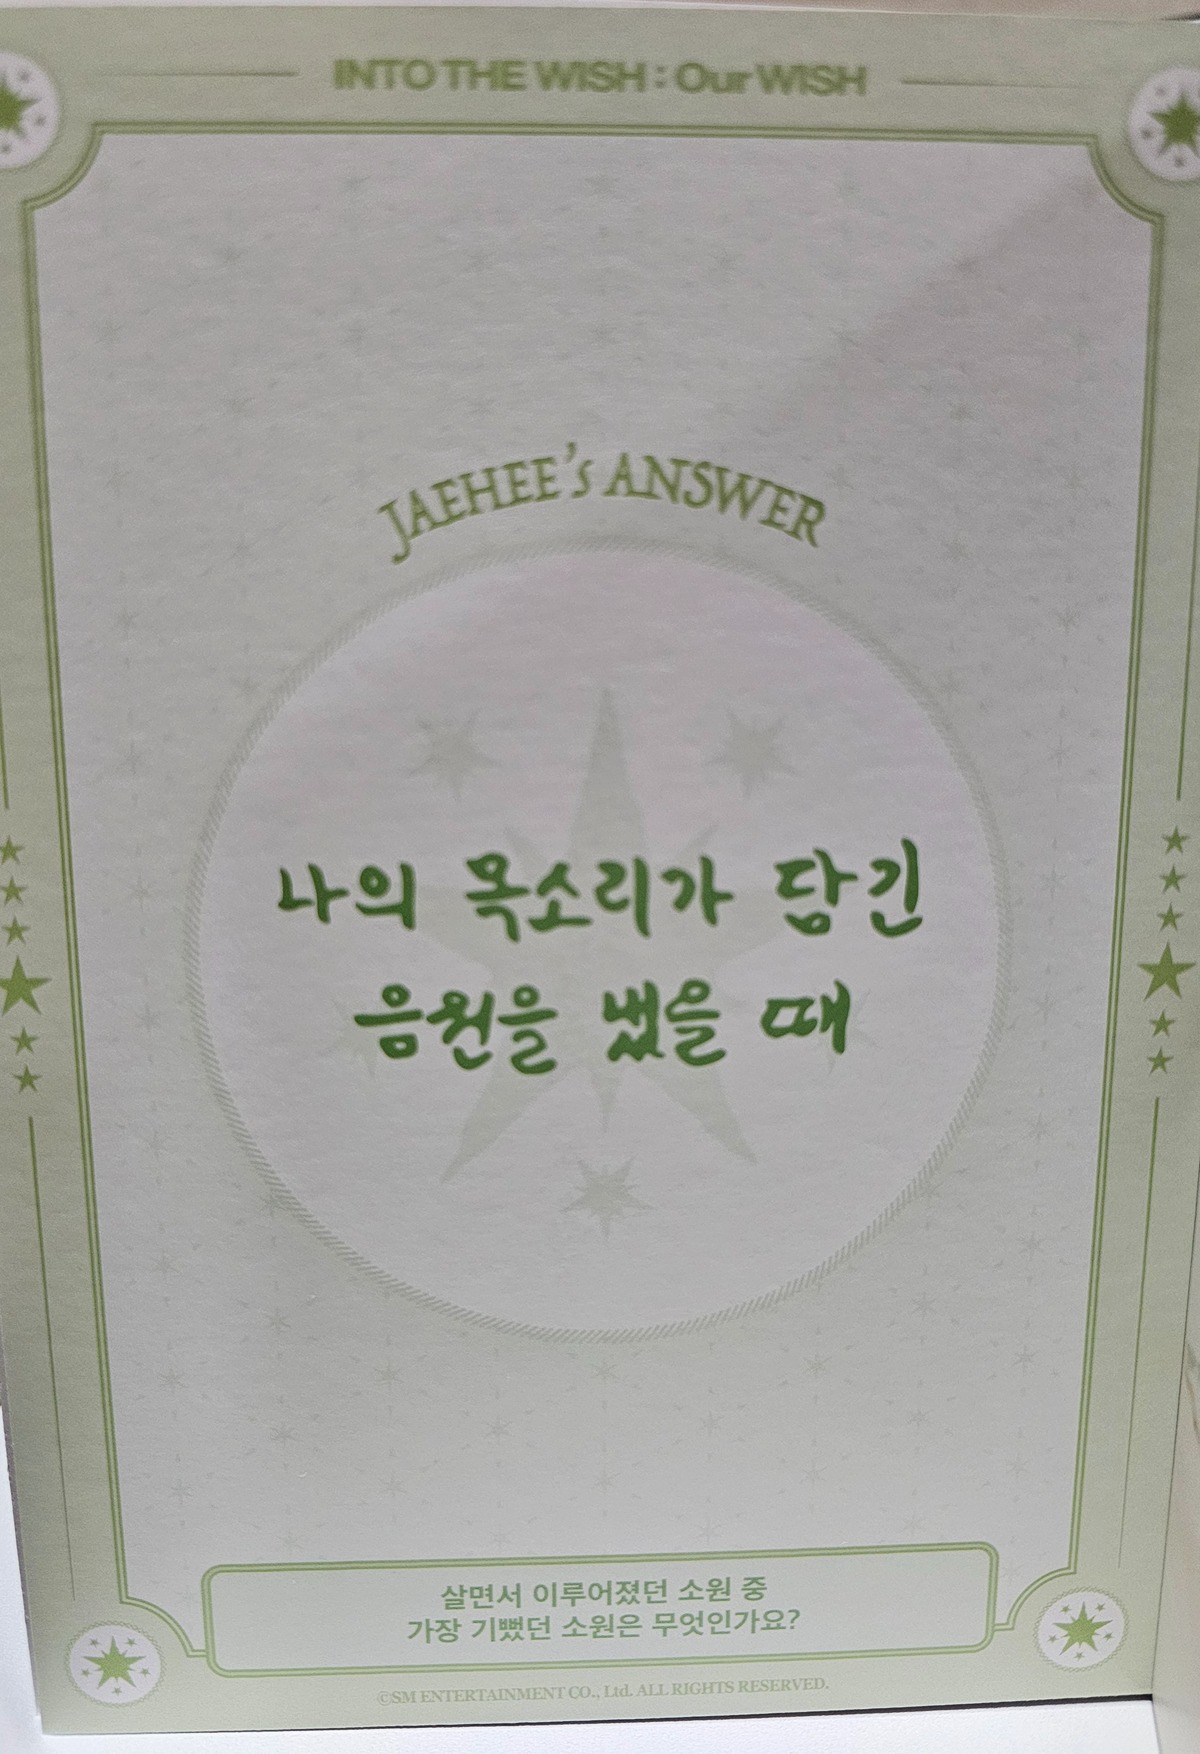 INTO THE WISH : Our WISH
JAEHEE's ANSWER
나의 목소리가 담긴
음원을 냈을 때
살면서 이루어졌던 소원 중
가장 기뻤던 소원은 무엇인가요?
©SM ENTERTAINMENT CO., Ltd. ALL RIGHTS RESERVED.